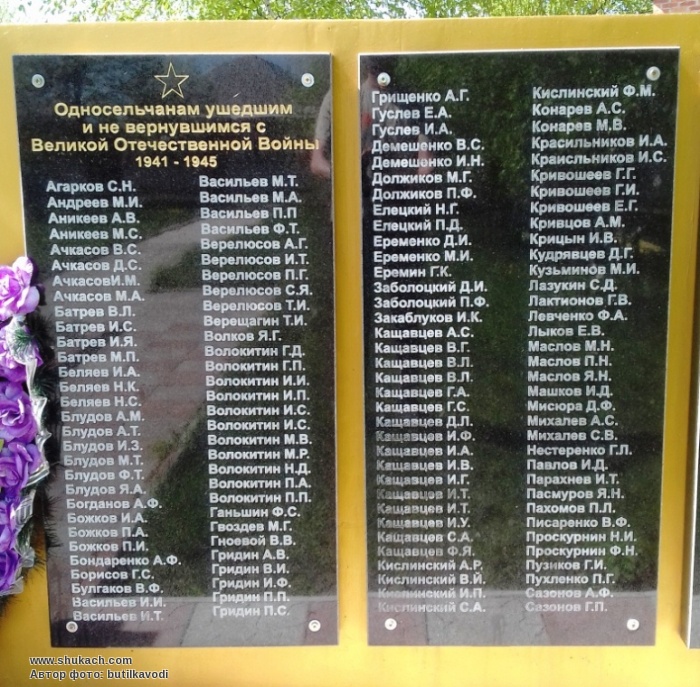 Односельчанам ушедшим
и не вернувшимся с
Великой Отечественной Войны
1941 - 1945
Агарков С.Н.
Андреев М.И.
Аникеев А.В.
Аникеев М.С.
Ачкасов В.С.
Ачкасов Д.С.
АчкасовИ.М.
Ачкасов М.А.
Батрев В.Л.
Батрев И.С.
Батрев И.Я.
Батрев М.П.
Беляев И.А.
Беляев Н.К.
Беляев Н.С.
Блудов А.М.
Блудов А.Т.
Блудов И.З.
Блудов М.Т.
Блудов Ф.Т.
Блудов Я.А.
Богданов А.Ф.
Божков И.А.
Божков П.А.
Божков П.И.
Бондаренко А.Ф.
Борисов Г.С.
Булгаков В.Ф.
Васильев И.И.
Васильев И.Т.
Васильев М.Т.
Васильев М.А.
Васильев П.П
Васильев Ф.Т.
Верелюсов А.Г.
Верелюсов И.Т.
Верелюсов П.Г.
Верелюсов С.Я.
Верелюсов Т.И.
Верещагин Т.И.
Волков Я.Г.
Волокитин Г.Д.
Волокитин Г.П.
Волокитин И.И.
Волокитин И.П.
Волокитин И.С.
Волокитин И.С.
Волокитин М.В.
Волокитин М.Р.
Волокитин Н.Д.
Волокитин П.А.
Волокитин П.П.
Ганьшин Ф.С.
Гвоздев М.Г.
Гноевой В.В.
Гридин А.В.
Гридин В.И.
Гридин И.Ф.
Гридин П.П.
Гридин П.С.
Грищенко А.Г.
Гуслев Е.А.
Гуслев И.А.
Демешенко В.С.
Демешенко И.Н.
Должиков М.Г.
Должиков П.Ф.
Елецкий Н.Г.
Елецкий П.Д.
Еременко Д.И.
Еременко М.И.
Еремин Г.К.
Заболоцкий Д.И.
Заболоцкий П.Ф.
Закаблуков И.К.
Кащавцев А.С.
Кащавцев В.Г.
Кащавцев В.Л.
Кащавцев В.Л.
Кащавцев Г.А.
Кащавцев Г.С.
Кащавцев Д.Л.
Кащавцев И.Ф.
Кащавцев И.А.
Кащавцев И.В.
Кащавцев И.Г.
Кащавцев И.Т.
Кащавцев И.Т.
Кащавцев И.У.
Кащавцев С.А.
Кащавцев Ф.Я.
Кислинский А.Р.
Кислинский В.Й.
Кислинский И.П.
Кислинский С.А.
Кислинский Ф.М.
Конарев А.С.
Конарев М.В.
Красильников И.А.
Краисльников И.С.
Кривошеев Г.Г.
Кривошеев Г.И.
Кривошеев Е.Г.
Кривцов А.М.
Крицын И.В.
Кудрявцев Д.Г.
Кузьминов М.И.
Лазукин С.Д.
Лактионов Г.В.
Левченко Ф.А.
Лыков Е.В.
Маслов М.Н.
Маслов П.Н.
Маслов Я.Н.
Машков И.Д.
Мисюра Д.Ф.
Михалев А.С.
Михалев С.В.
Нестеренко Г.Л.
Павлов И.Д.
Парахнев И.Т.
Пасмуров Я.Н.
Пахомов П.Л.
Писаренко В.Ф.
Проскурнин Н.И.
Проскурнин Ф.Н.
Пузиков Г.И.
Пухленко П.Г.
Сазонов А.Ф.
Сазонов Г.П.
www.shukach.com
Автор фото: butilkavodi